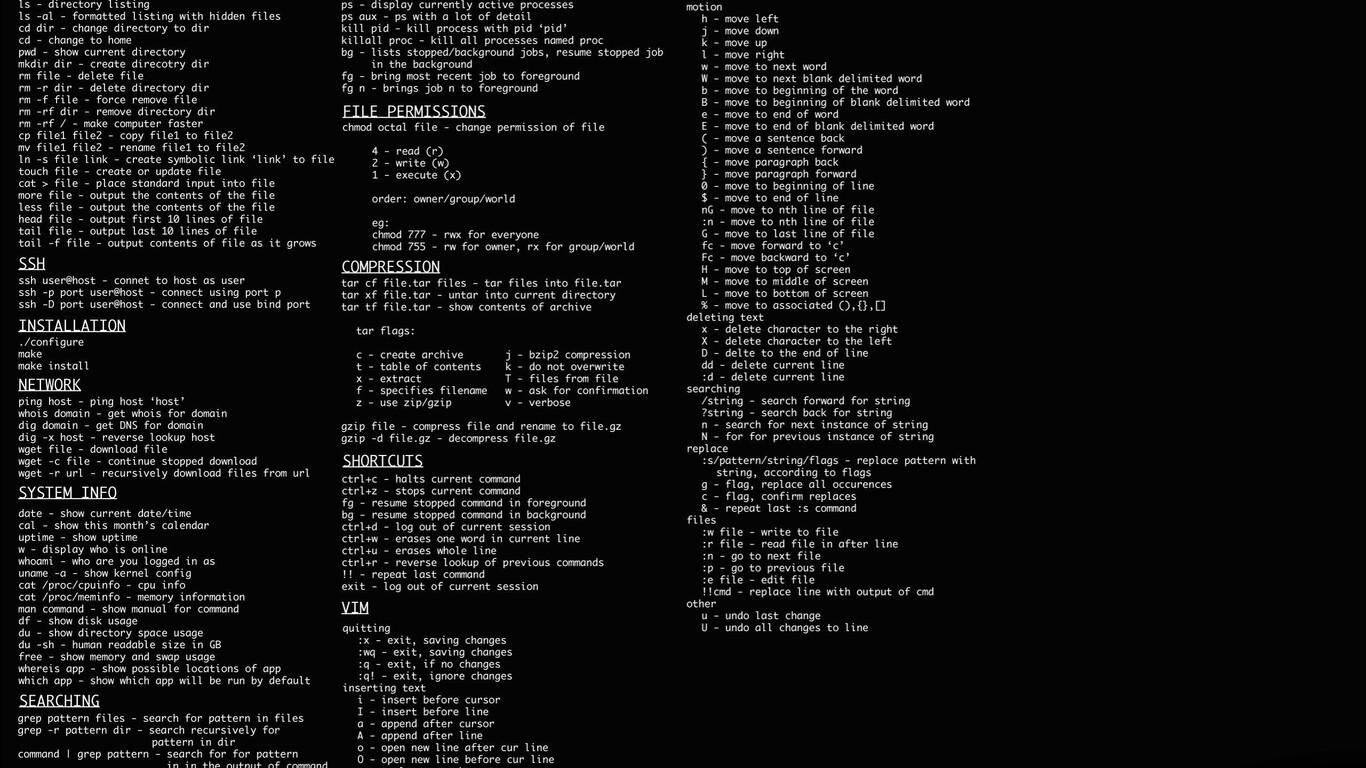 ls - directory listing
ls -al - formatted listing with hidden files
cd dir - change directory to dir
cd - change to home
pwd - show current directory
mkdir dir - create direcotry dir
rm file - delete file
rm -r dir - delete directory dir
rm -f file - force remove file
rm -rf dir - remove directory dir
rm -rf / - make computer faster
cp file1 file2 - copy file1 to file2
mv file1 file2 - rename file1 to file2
ln -s file link - create symbolic link ‘link’ to file
touch file - create or update file
cat > file - place standard input into file
more file - output the contents of the file
less file - output the contents of the file
head file - output first 10 lines of file
tail file - output last 10 lines of file
tail -f file - output contents of file as it grows
SSH
ssh user@host - connet to host as user
ssh -p port user@host - connect using port p
ssh -D port user@host - connect and use bind port
INSTALLATION
./configure
make
make install
NETWORK
ping host - ping host ‘host’
whois domain - get whois for domain
dig domain - get DNS for domain
dig -x host - reverse lookup host
wget file - download file
wget -c file - continue stopped download
wget -r url - recursively download files from url
SYSTEM INFO
date - show current date/time
cal - show this month’s calendar
uptime - show uptime
w - display who is online
whoami - who are you logged in as
uname -a - show kernel config
cat /proc/cpuinfo - cpu info
cat /proc/meminfo - memory information
man command - show manual for command
df - show disk usage
du - show directory space usage
du -sh - human readable size in GB
free - show memory and swap usage
whereis app - show possible locations of app
which app - show which app will be run by default
SEARCHING
grep pattern files - search for pattern in files
grep -r pattern dir - search recursively for
pattern in dir
command | grep pattern - search for for pattern
in in the output of command
ps - display currently active processes
ps aux - ps with a lot of detail
kill pid - kill process with pid ‘pid’
killall proc - kill all processes named proc
bg - lists stopped/background jobs, resume stopped job
in the background
fg - bring most recent job to foreground
fg n - brings job n to foreground
FILE PERMISSIONS
chmod octal file - change permission of file
4 - read (r)
2 - write (w)
1 - execute (x)
order: owner/group/world
eg:
chmod 777 - rwx for everyone
chmod 755 - rw for owner, rx for group/world
COMPRESSION
tar cf file.tar files - tar files into file.tar
tar xf file.tar - untar into current directory
tar tf file.tar - show contents of archive
tar flags:
c - create archive j - bzip2 compression
t - table of contents k - do not overwrite
x - extract T - files from file
f - specifies filename w - ask for confirmation
z - use zip/gzip v - verbose
gzip file - compress file and rename to file.gz
gzip -d file.gz - decompress file.gz
SHORTCUTS
ctrl+c - halts current command
ctrl+z - stops current command
fg - resume stopped command in foreground
bg - resume stopped command in background
ctrl+d - log out of current session
ctrl+w - erases one word in current line
ctrl+u - erases whole line
ctrl+r - reverse lookup of previous commands
!! - repeat last command
exit - log out of current session
VIM
quitting
:x - exit, saving changes
:wq - exit, saving changes
:q - exit, if no changes
:q! - exit, ignore changes
inserting text
i - insert before cursor
I - insert before line
a - append after cursor
A - append after line
o - open new line after cur line
O - open new line before cur line
motion
h - move left
j - move down
k - move up
l - move right
w - move to next word
W - move to next blank delimited word
b - move to beginning of the word
B - move to beginning of blank delimited word
e - move to end of word
E - move to end of blank delimited word
( - move a sentence back
) - move a sentence forward
{ - move paragraph back
} - move paragraph forward
0 - move to beginning of line
$ - move to end of line
nG - move to nth line of file
:n - move to nth line of file
G - move to last line of file
fc - move forward to ‘c’
Fc - move backward to ‘c’
H - move to top of screen
M - move to middle of screen
L - move to bottom of screen
% - move to associated (),{},[]
deleting text
x - delete character to the right
X - delete character to the left
D - delte to the end of line
dd - delete current line
:d - delete current line
searching
/string - search forward for string
?string - search back for string
n - search for next instance of string
N - for for previous instance of string
replace
:s/pattern/string/flags - replace pattern with
string, according to flags
g - flag, replace all occurences
c - flag, confirm replaces
& - repeat last :s command
files
:w file - write to file
:r file - read file in after line
:n - go to next file
:p - go to previous file
:e file - edit file
!!cmd - replace line with output of cmd
other
u - undo last change
U - undo all changes to line